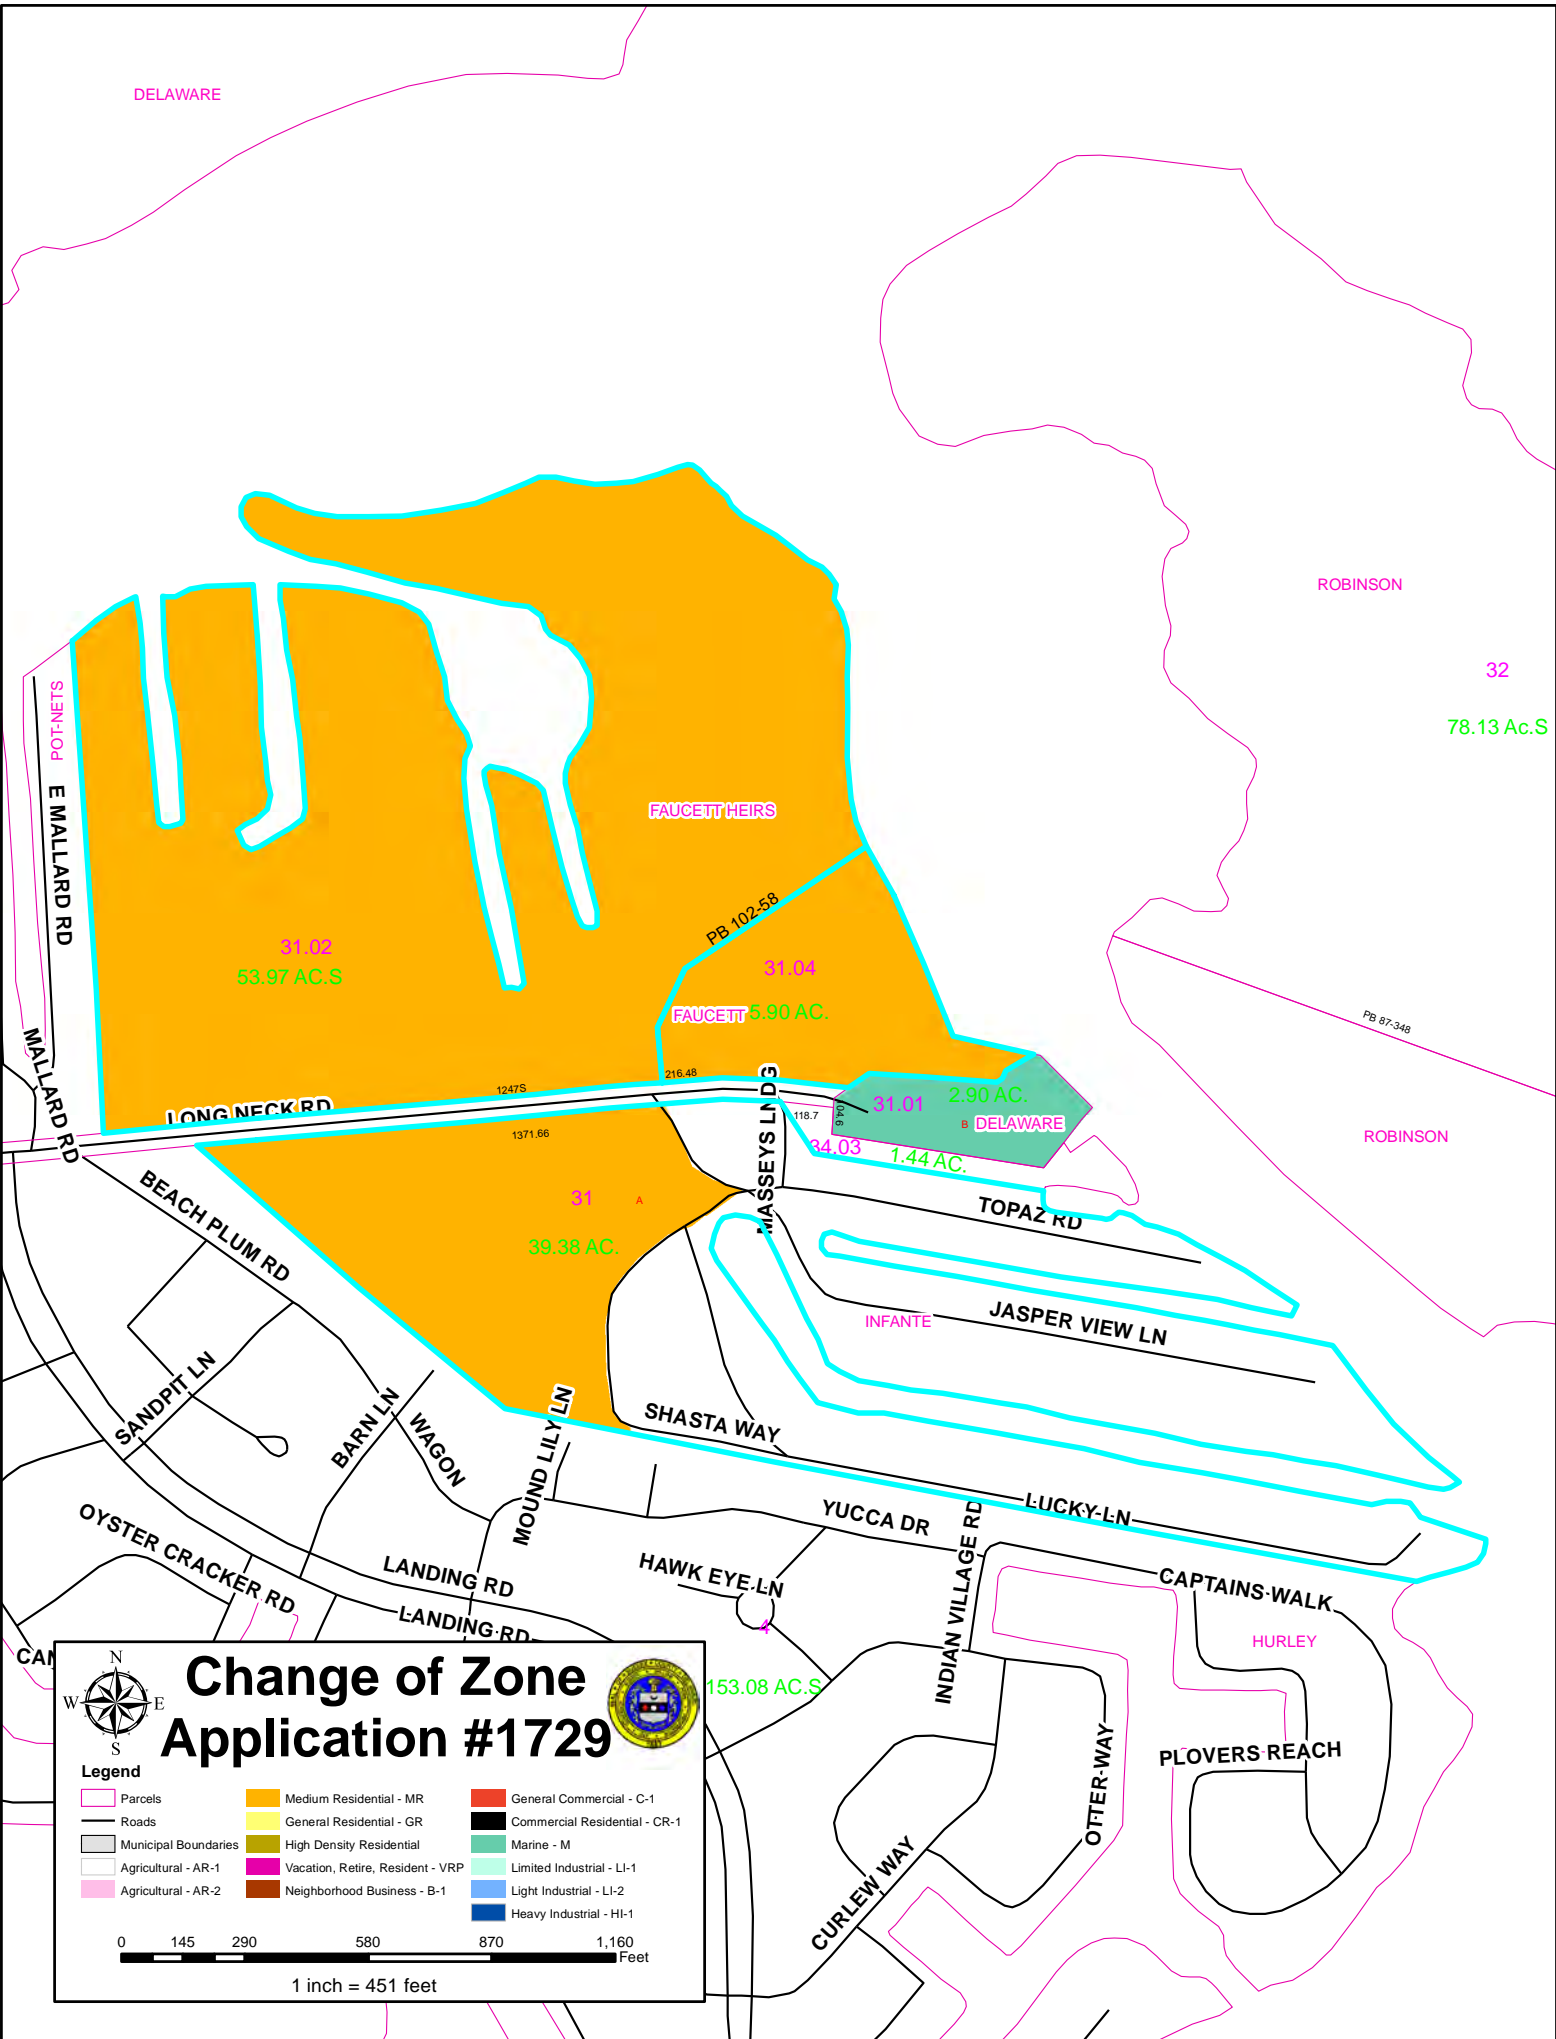 DELAWARE
ROBINSON
32
78.13 Ac.S
POT-NETS
E MALLARD RD
FAUCETT HEIRS
PB 102-58
31.02
53.97 AC.S
31.04
FAUCETT
5.90 AC.
PB 87-348
MALLARD RD
LONG NECK RD
1247S
216.48
MASSEYS LNDG
118.7
104.6
31.01
2.90 AC.
B
DELAWARE
1371.66
34.03
1.44 AC.
ROBINSON
BEACH PLUM RD
31
A
39.38 AC.
TOPAZ RD
INFANTE
JASPER VIEW LN
SANDPIT LN
BARN LN
WAGON
MOUND LILY LN
SHASTA WAY
LUCKY LN
YUCCA DR
INDIAN VILLAGE RD
OYSTER CRACKER RD
LANDING RD
LANDING RD
HAWK EYE LN
4
153.08 AC.S
CAPTAINS WALK
HURLEY
PLOVERS REACH
OTTER WAY
CURLEW WAY
CAN
N
W E
S
Change of Zone
Application #1729
Legend
Parcels
Roads
Municipal Boundaries
Agricultural - AR-1
Agricultural - AR-2
Medium Residential - MR
General Residential - GR
High Density Residential
Vacation, Retire, Resident - VRP
Neighborhood Business - B-1
General Commercial - C-1
Commercial Residential - CR-1
Marine - M
Limited Industrial - LI-1
Light Industrial - LI-2
Heavy Industrial - HI-1
0 145 290 580 870 1,160
Feet
1 inch = 451 feet